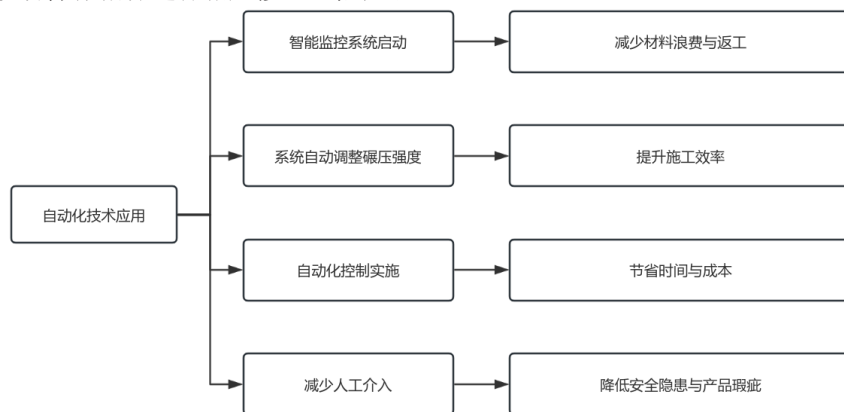 智能监控系统启动
减少材料浪费与返工
系统自动调整碾压强度
提升施工效率
自动化技术应用
自动化控制实施
节省时间与成本
减少人工介入
降低安全隐患与产品瑕疵